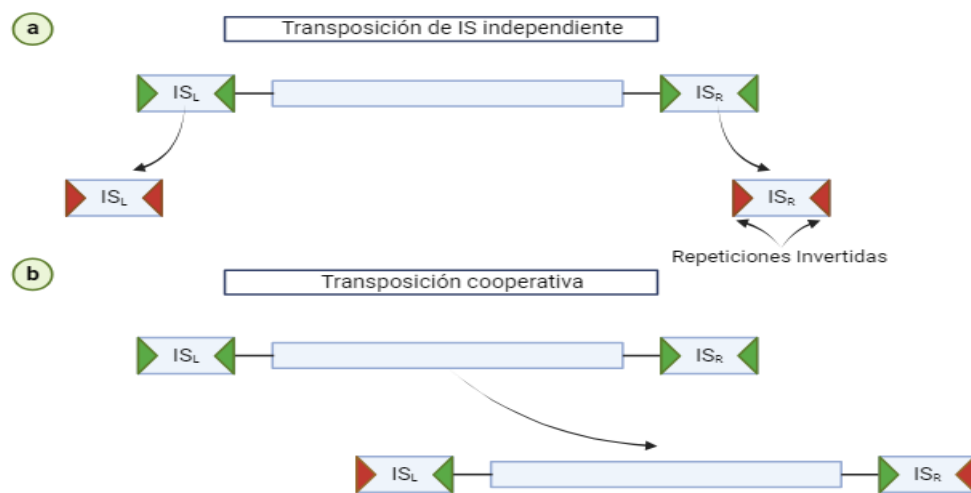 a
Transposición de IS independiente
ISL
ISR
ISL
ISR
Repeticiones Invertidas
b
Transposición cooperativa
ISL
ISR
ISL
ISR